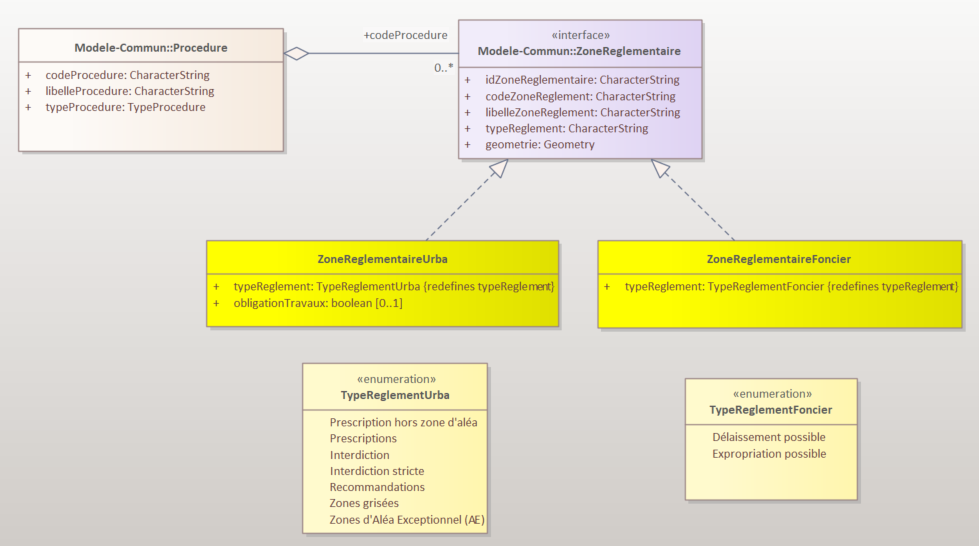 Modele-Commun::Procedure
+ codeProcedure: CharacterString
+ libelleProcedure: CharacterString
+ typeProcedure: TypeProcedure
+codeProcedure
0..*
«interface»
Modele-Commun::ZoneReglementaire
+ idZoneReglementaire: CharacterString
+ codeZoneReglement: CharacterString
+ libelleZoneReglement: CharacterString
+ typeReglement: CharacterString
+ geometrie: Geometry
ZoneReglementaireUrba
+ typeReglement: TypeReglementUrba {redefines typeReglement}
+ obligationTravaux: boolean [0..1]
ZoneReglementaireFoncier
+ typeReglement: TypeReglementFoncier {redefines typeReglement}
«enumeration»
TypeReglementUrba
Prescription hors zone d'aléa
Prescriptions
Interdiction
Interdiction stricte
Recommandations
Zones grisées
Zones d'Aléa Exceptionnel (AE)
«enumeration»
TypeReglementFoncier
Délaissement possible
Expropriation possible